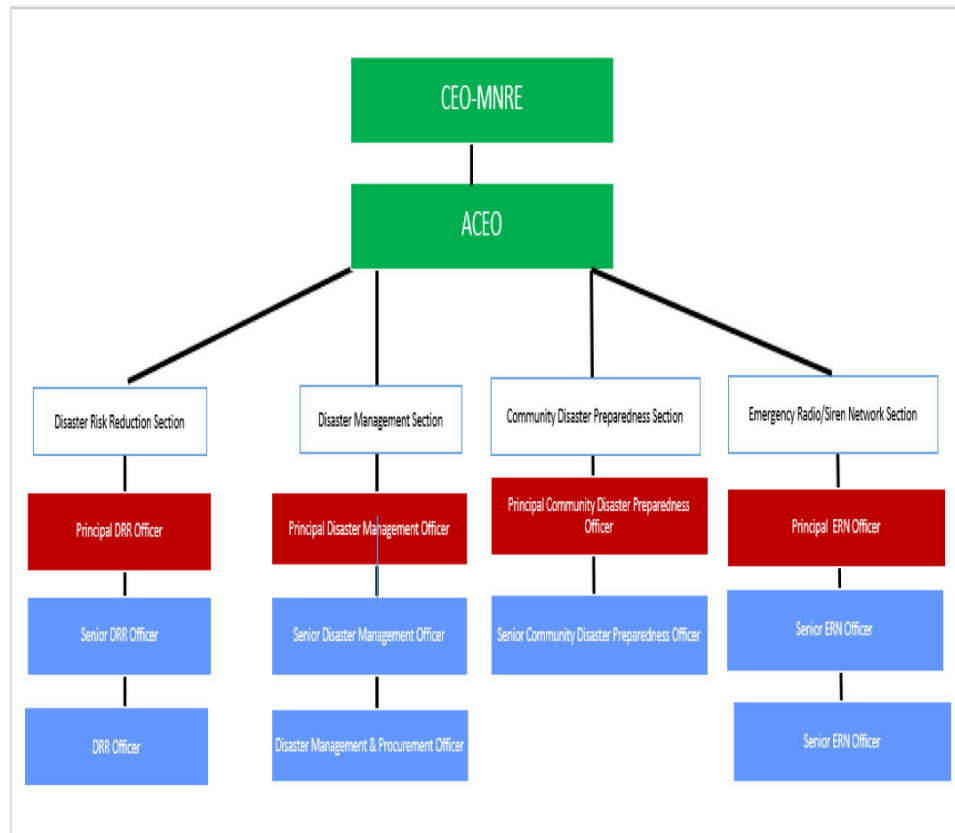 CEO-MNRE
ACEO
Disaster Risk Reduction Section
Disaster Management Section
Community Disaster Preparedness Section
Emergency Radio/Siren Network Section
Principal DRR Officer
Principal Disaster Management Officer
Principal Community Disaster Preparedness
Officer
Principal ERN Officer
Senior DRR Officer
Senior Disaster Management Officer
Senior Community Disaster Preparedness Officer
Senior ERN Officer
DRR Officer
Disaster Management & Procurement Officer
Senior ERN Officer